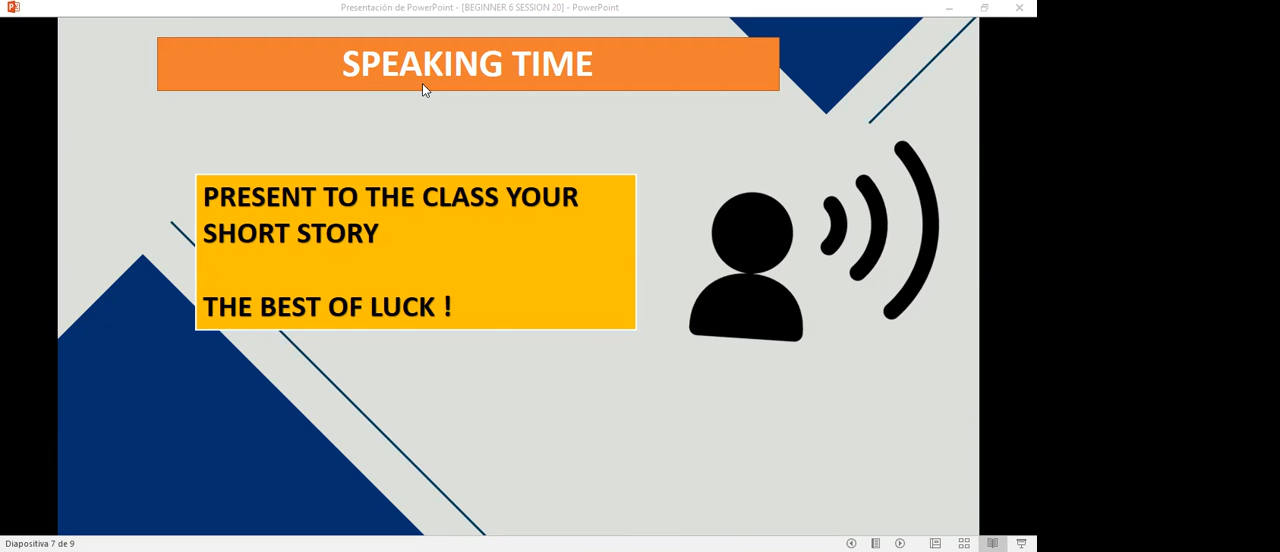 Presentación de PowerPoint - [BEGINNER 6 SESSION 20] - PowerPoint
SPEAKING TIME
PRESENT TO THE CLASS YOUR
SHORT STORY
THE BEST OF LUCK !
Diapositiva 7 de 9